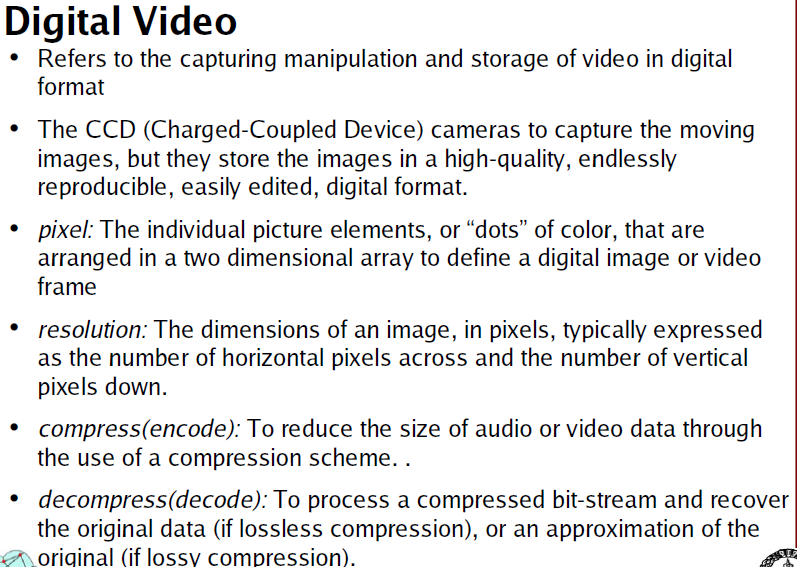 Digital Video
• Refers to the capturing manipulation and storage of video in digital
format
• The CCD (Charged-Coupled Device) cameras to capture the moving
images, but they store the images in a high-quality, endlessly
reproducible, easily edited, digital format.
• pixel: The individual picture elements, or “dots” of color, that are
arranged in a two dimensional array to define a digital image or video
frame
• resolution: The dimensions of an image, in pixels, typically expressed
as the number of horizontal pixels across and the number of vertical
pixels down.
• compress(encode): To reduce the size of audio or video data through
the use of a compression scheme. .
• decompress(decode): To process a compressed bit-stream and recover
the original data (if lossless compression), or an approximation of the
original (if lossy compression).